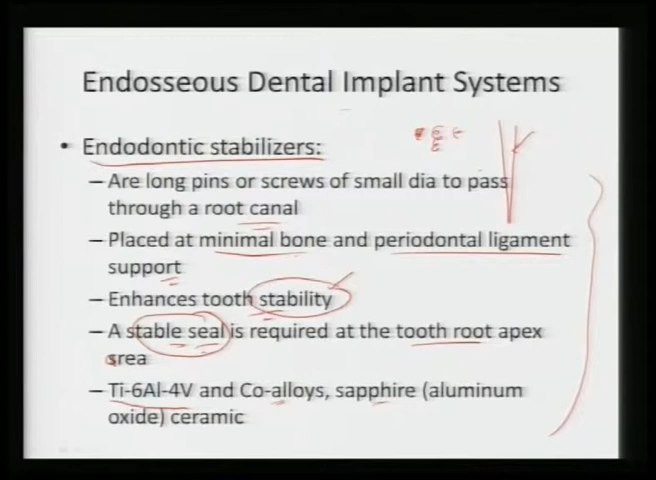 Endosseous Dental Implant Systems
• Endodontic stabilizers:
– Are long pins or screws of small dia to pass
through a root canal
– Placed at minimal bone and periodontal ligament
support
– Enhances tooth stability
– A stable seal is required at the tooth root apex
srea
– Ti-6Al-4V and Co-alloys, sapphire (aluminum
oxide) ceramic